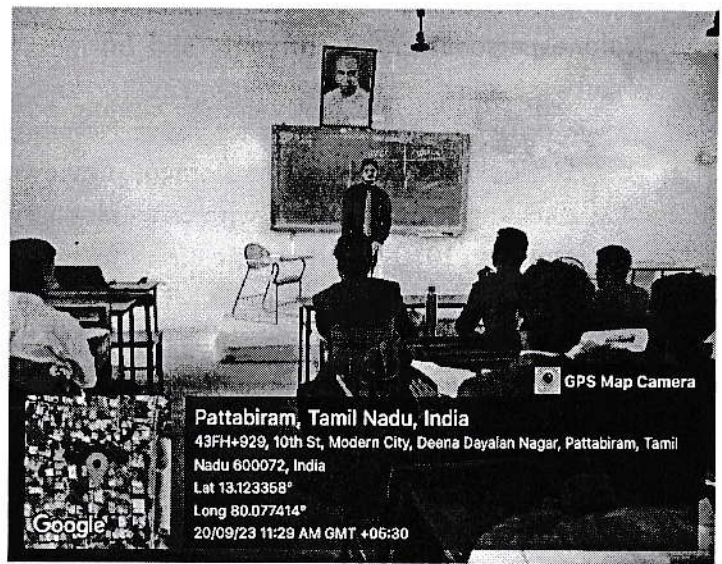 GPS Map Camera
Pattabiram, Tamil Nadu, India
43FH+929, 10th St, Modern City, Deena Dayalan Nagar, Pattabiram, Tamil
Nadu 600072, India
Lat 13.123358°
Long 80.077414°
20/09/23 11:29 AM GMT +05:30
Google